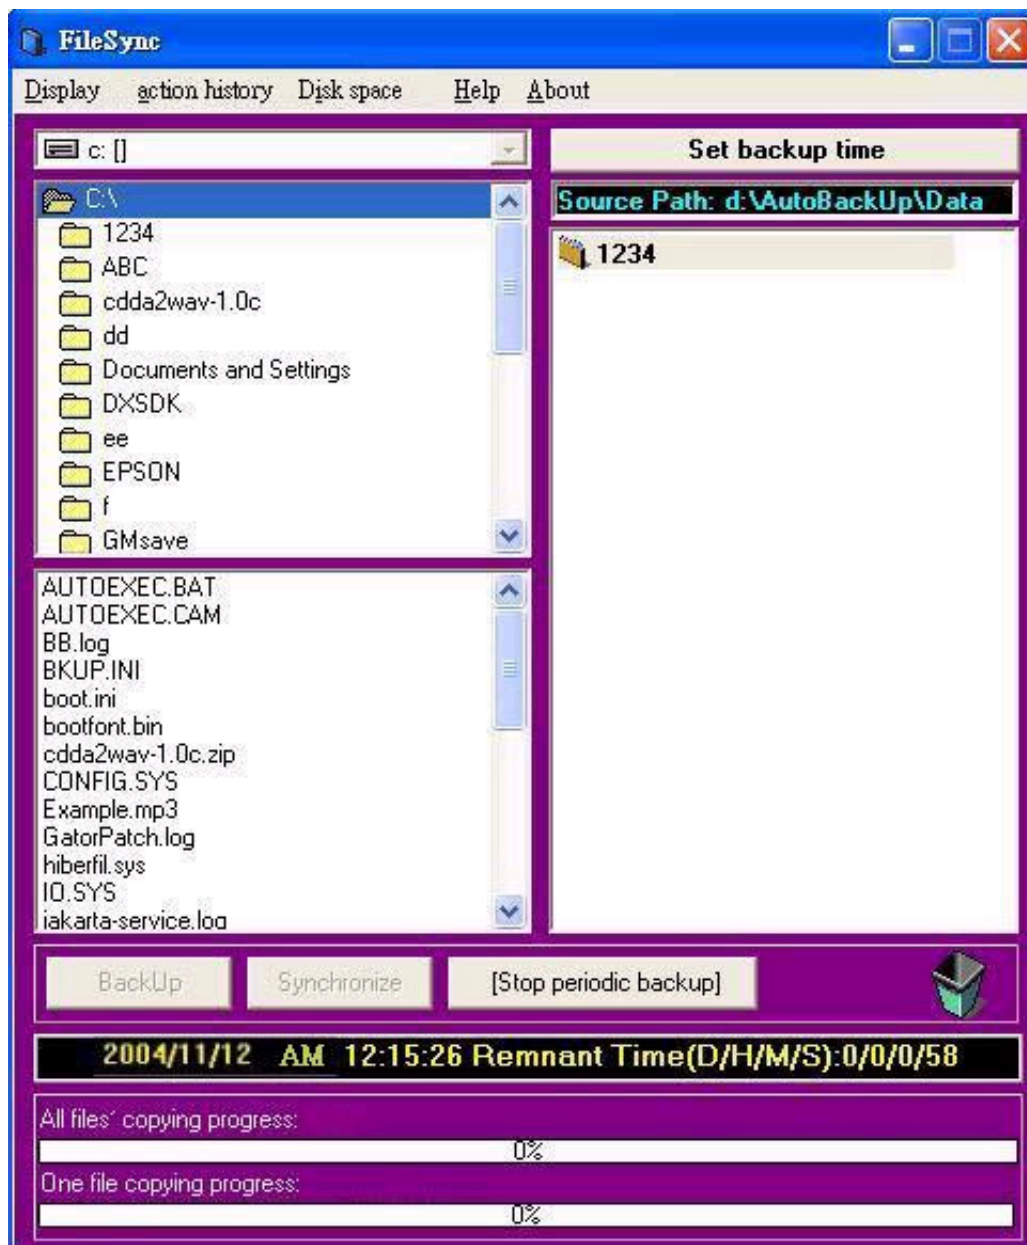 FileSync
Display action history Disk space Help About
c: []
Set backup time
C:\
1234
ABC
cdda2wav-1.0c
dd
Documents and Settings
DXSDK
ee
EPSON
f
GMsave
Source Path: d:\AutoBackUp\Data
1234
AUTOEXEC.BAT
AUTOEXEC.CAM
BB.log
BKUP.INI
boot.ini
bootfont.bin
cdda2wav-1.0c.zip
CONFIG.SYS
Example.mp3
GatorPatch.log
hiberfil.sys
IO.SYS
jakarta-service.log
BackUp Synchronize [Stop periodic backup]
2004/11/12 AM 12:15:26 Remnant Time(D/H/M/S):0/0/0/58
All files' copying progress:
0%
One file copying progress:
0%